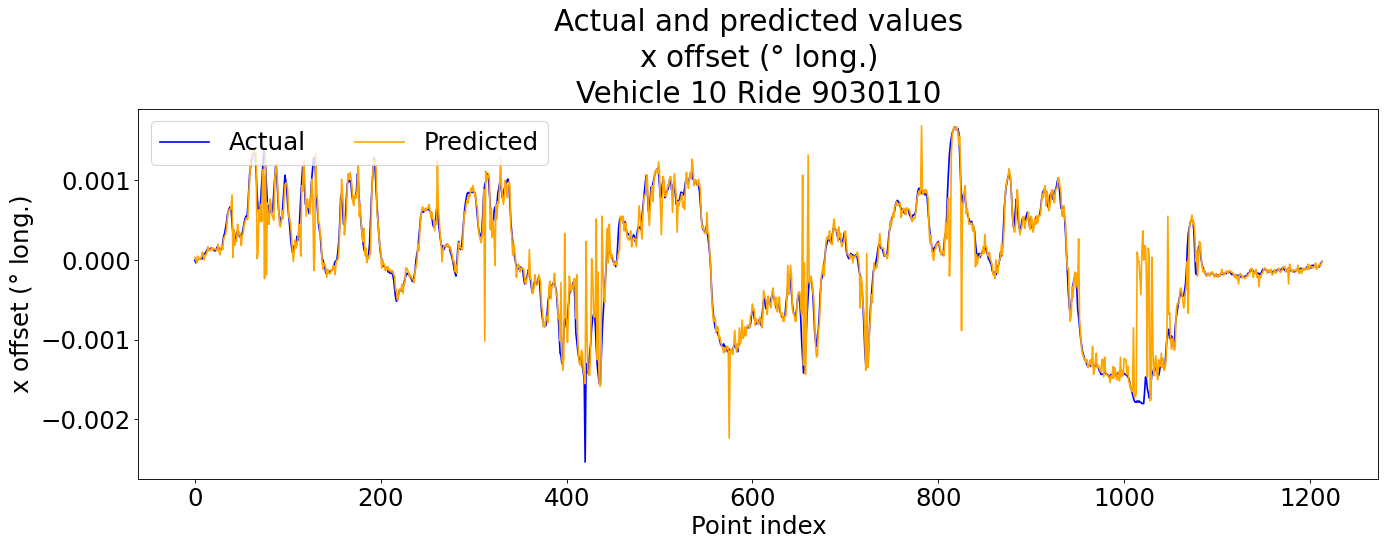 Actual and predicted values
x offset (° long.)
Vehicle 10 Ride 9030110
Actual
Predicted
x offset (° long.)
0.001
0.000
−0.001
−0.002
0
200
400
600
800
1000
1200
Point index